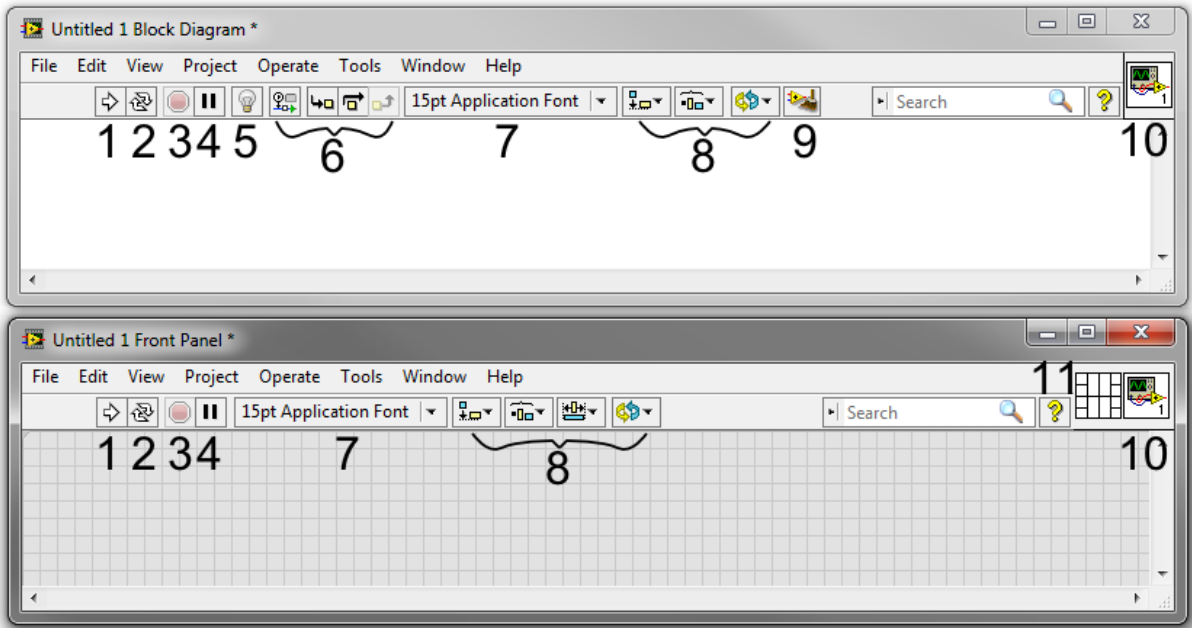 Untitled 1 Block Diagram *
File Edit View Project Operate Tools Window Help
15pt Application Font Search ? 1
1 2 3 4 5 6 7 8 9 10
Untitled 1 Front Panel *
File Edit View Project Operate Tools Window Help
11
15pt Application Font Search ? 1
1 2 3 4 7 8 10